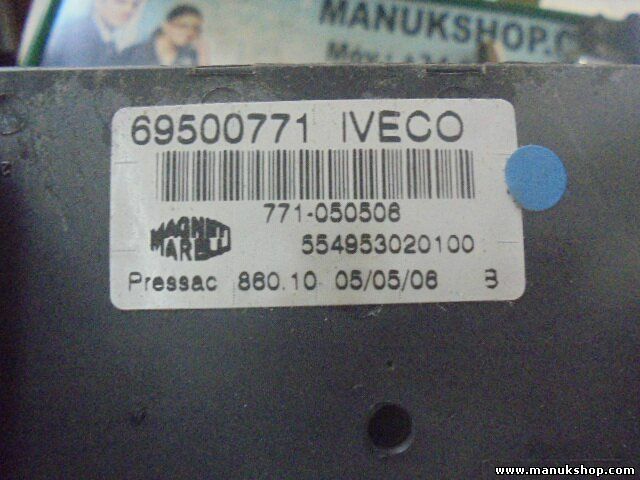 MANUKSHOP.C
69500771 IVECO
771-050506
MAGNETI
MARELLI
554953020100
Pressac 860.10 05/05/06 B
www.manukshop.com